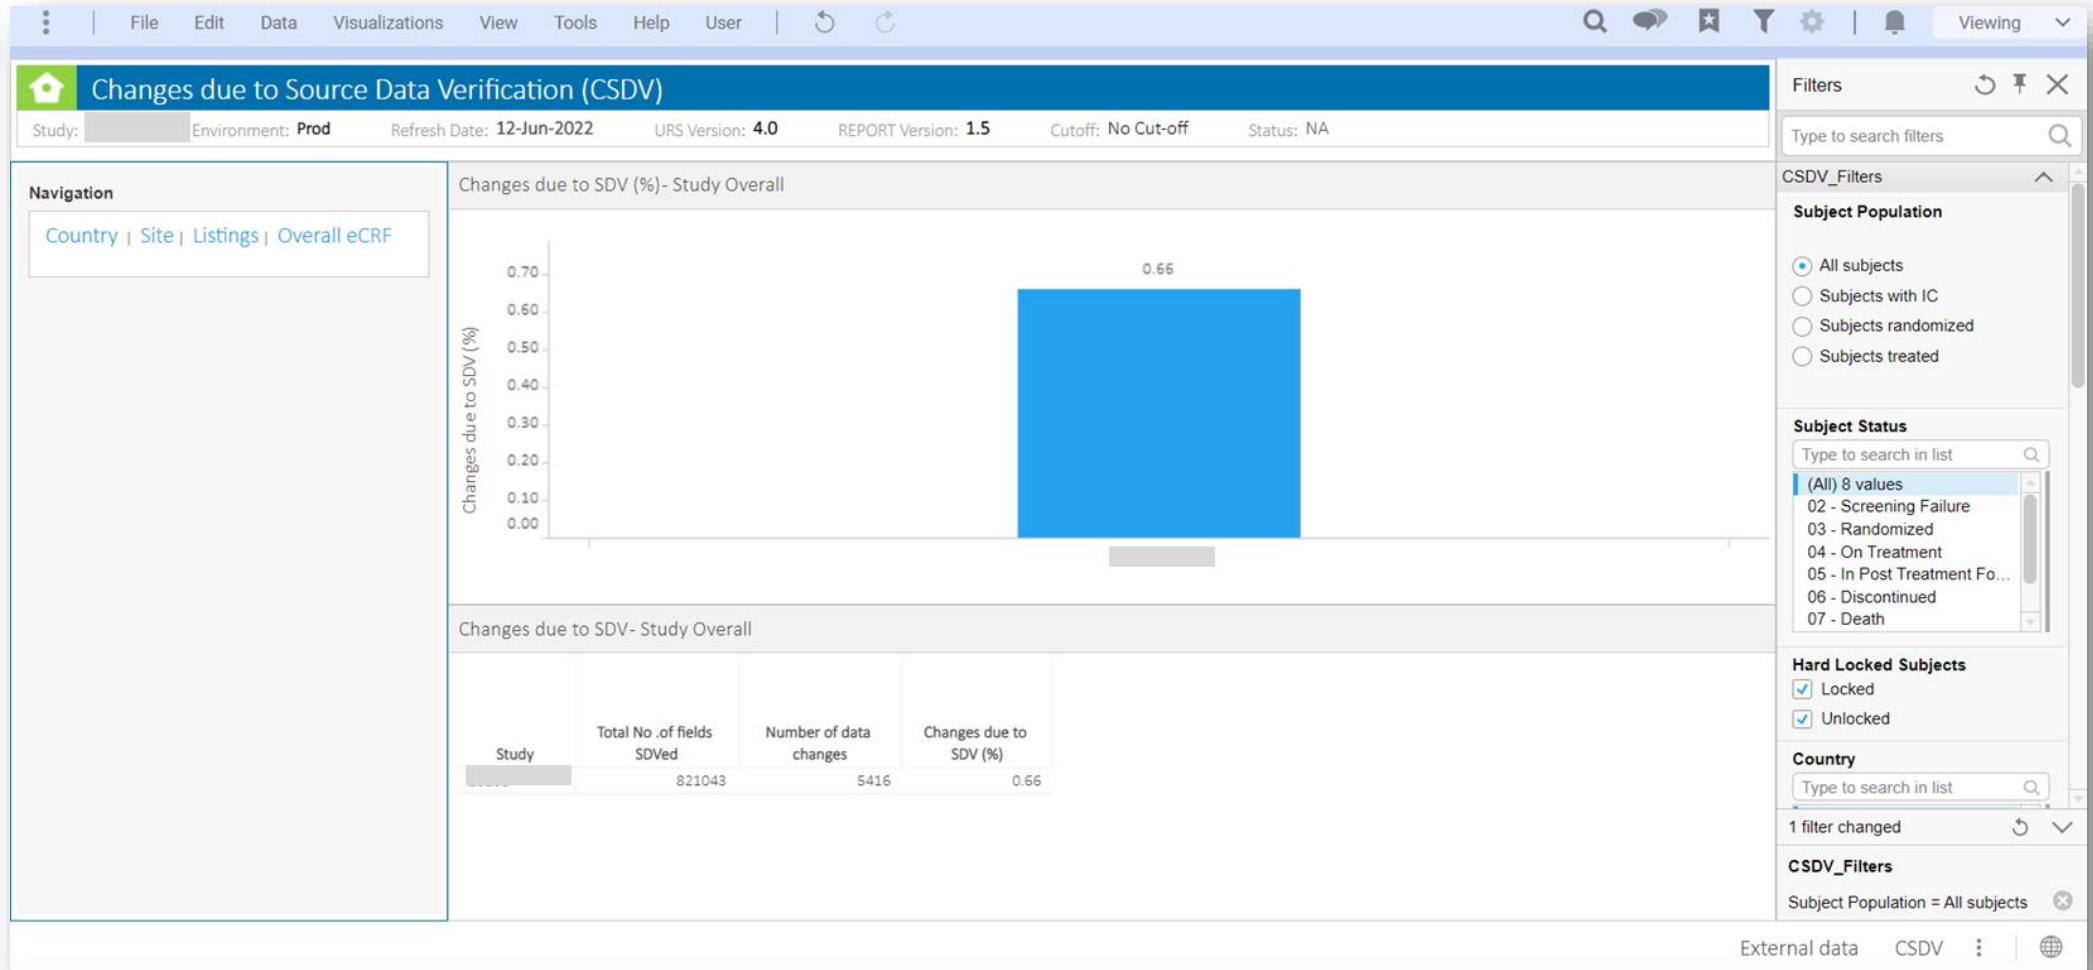 File Edit Data Visualizations View Tools Help User Viewing
Changes due to Source Data Verification (CSDV)
Study: Environment: Prod Refresh Date: 12-Jun-2022 URS Version: 4.0 REPORT Version: 1.5 Cutoff: No Cut-off Status: NA
Navigation
Country | Site | Listings | Overall eCRF
Changes due to SDV (%)- Study Overall
Changes due to SDV (%)
0.70
0.60
0.50
0.40
0.30
0.20
0.10
0.00
0.66
Changes due to SDV- Study Overall
Study
Total No .of fields
SDVed
Number of data
changes
Changes due to
SDV (%)
821043 5416 0.66
Filters
Type to search filters
CSDV_Filters
Subject Population
All subjects
Subjects with IC
Subjects randomized
Subjects treated
Subject Status
Type to search in list
(All) 8 values
02 - Screening Failure
03 - Randomized
04 - On Treatment
05 - In Post Treatment Fo...
06 - Discontinued
07 - Death
Hard Locked Subjects
Locked
Unlocked
Country
Type to search in list
1 filter changed
CSDV_Filters
Subject Population = All subjects
External data CSDV